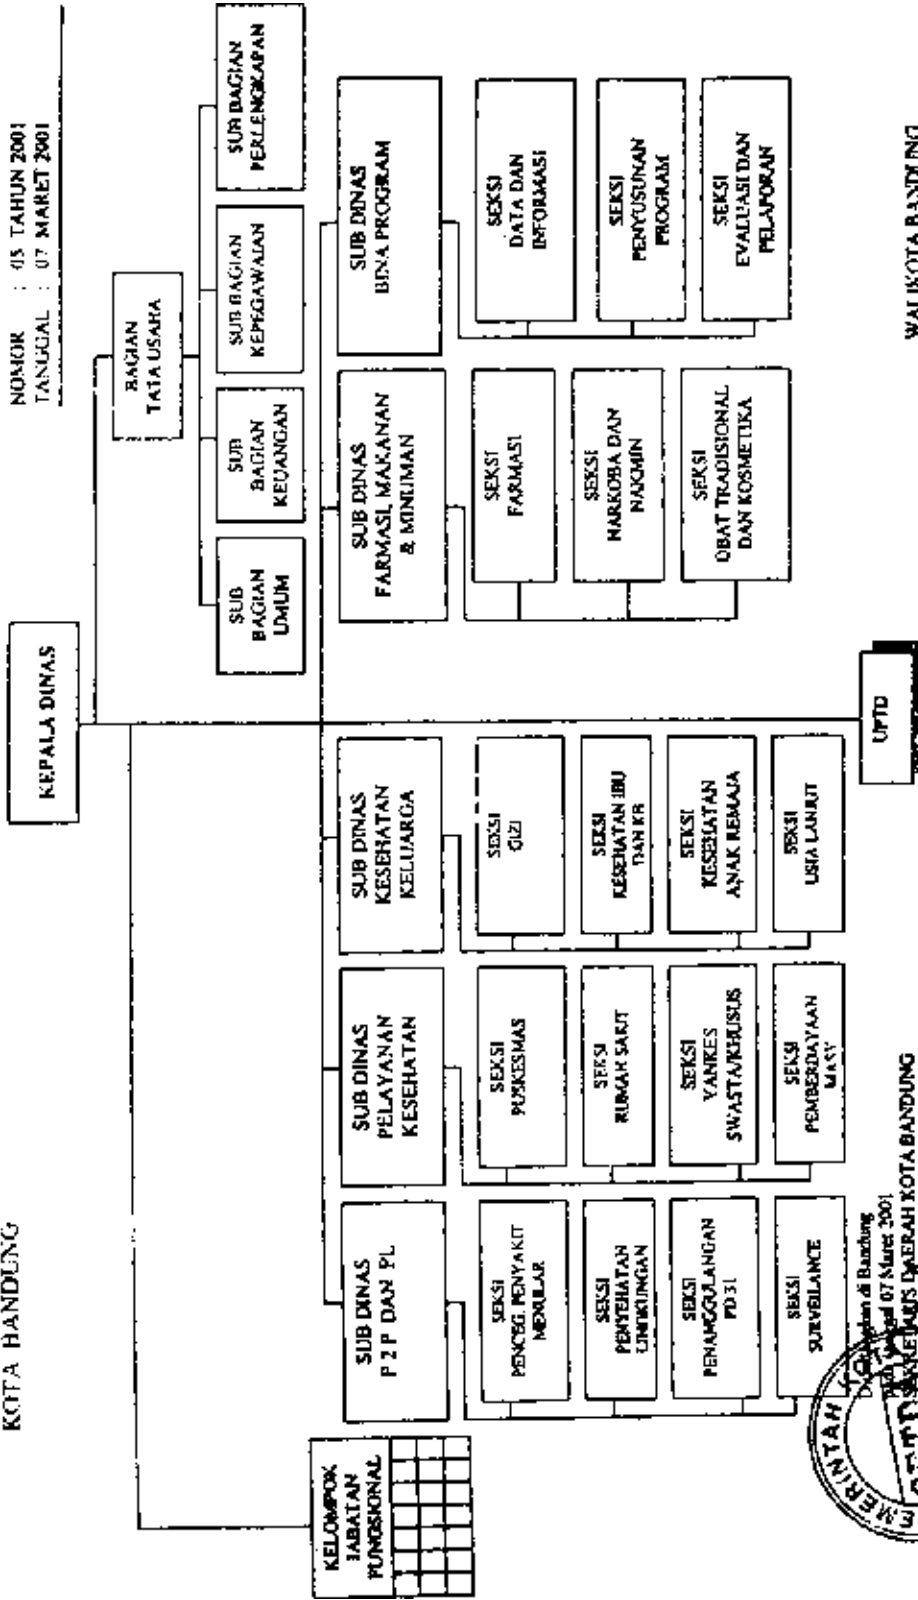 KOTA HANDUNG
NOMOR : 05 TAHUN 2001
TANGGAL : 07 MARET 2001
KEPALA DINAS
BAGIAN
TATA USAHA
SUB
BAGIAN
UMUM
SUB
BAGIAN
KEUANGAN
SUB BAGIAN
KEPEGAWAIAN
SUB BAGIAN
PERLENGKAPAN
KELOMPOK
JABATAN
FUNGSIONAL
SUB DINAS
P 2 P DAN PL
SUB DINAS
PELAYANAN
KESEHATAN
SUB DINAS
KESEHATAN
KELUARGA
SUB DINAS
FARMASI, MAKANAN
& MINUMAN
SUB DINAS
BINA PROGRAM
SEKSI
PENCEG. PENYAKIT
MENULAR
SEKSI
PENYEHATAN
LINGKUNGAN
SEKSI
PENANGGULANGAN
PD3I
SEKSI
SURVEILANCE
SEKSI
PUSKESMAS
SEKSI
RUMAH SAKIT
SEKSI
YANKES
SWASTA/KHUSUS
SEKSI
PEMBERDAYAAN
MASY
SEKSI
GIZI
SEKSI
KESEHATAN IBU
DAN KB
SEKSI
KESEHATAN
ANAK REMAJA
SEKSI
USIA LANJUT
SEKSI
FARMASI
SEKSI
NARKOBA DAN
NAKMIN
SEKSI
OBAT TRADISIONAL
DAN KOSMETIKA
SEKSI
DATA DAN
INFORMASI
SEKSI
PENYUSUNAN
PROGRAM
SEKSI
EVALUASI DAN
PELAPORAN
UPTD
di Bandung
07 Maret 2001
SEKRETARIS DAERAH KOTA BANDUNG
WALIKOTA BANDUNG